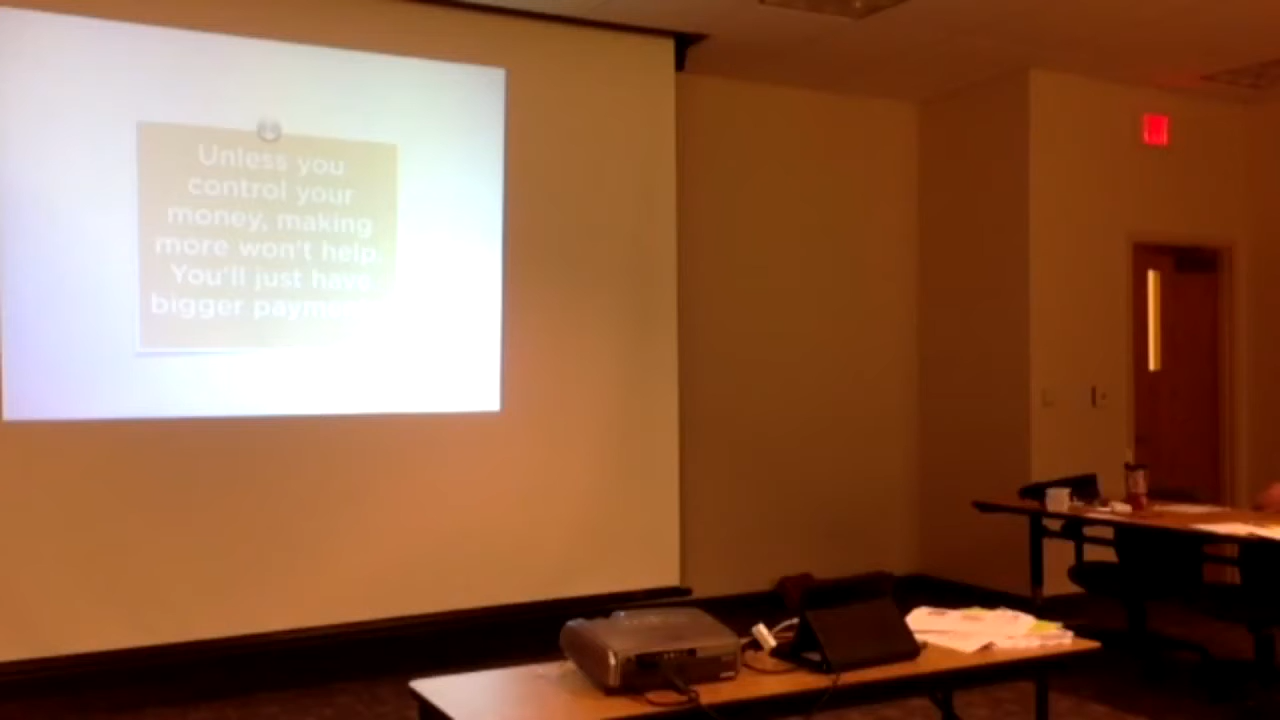 Unless you
control your
money, making
more won't help.
You'll just have
bigger